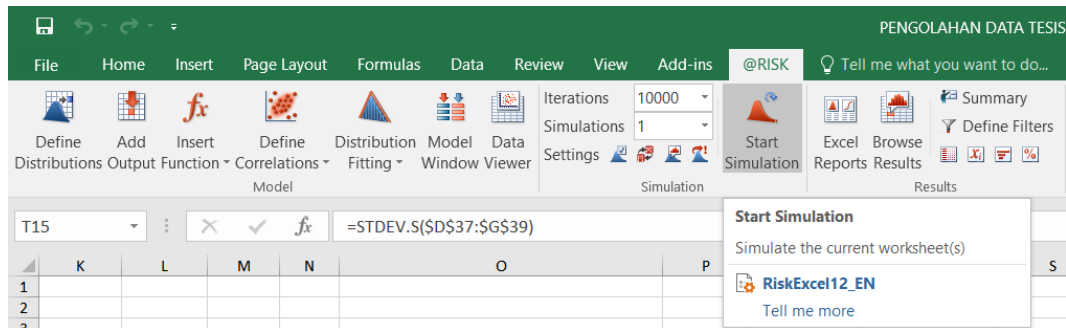 PENGOLAHAN DATA TESIS
File Home Insert Page Layout Formulas Data Review View Add-ins @RISK Tell me what you want to do...
Define Distributions
Add Output
Insert Function
Define Correlations
Distribution Fitting
Model Window
Data Viewer
Model
Iterations 10000
Simulations 1
Settings
Start Simulation
Simulation
Excel Reports
Browse Results
Summary
Define Filters
Results
T15 fx =STDEV.S($D$37:$G$39)
Start Simulation
Simulate the current worksheet(s)
RiskExcel12_EN
Tell me more
K L M N O P S
1
2